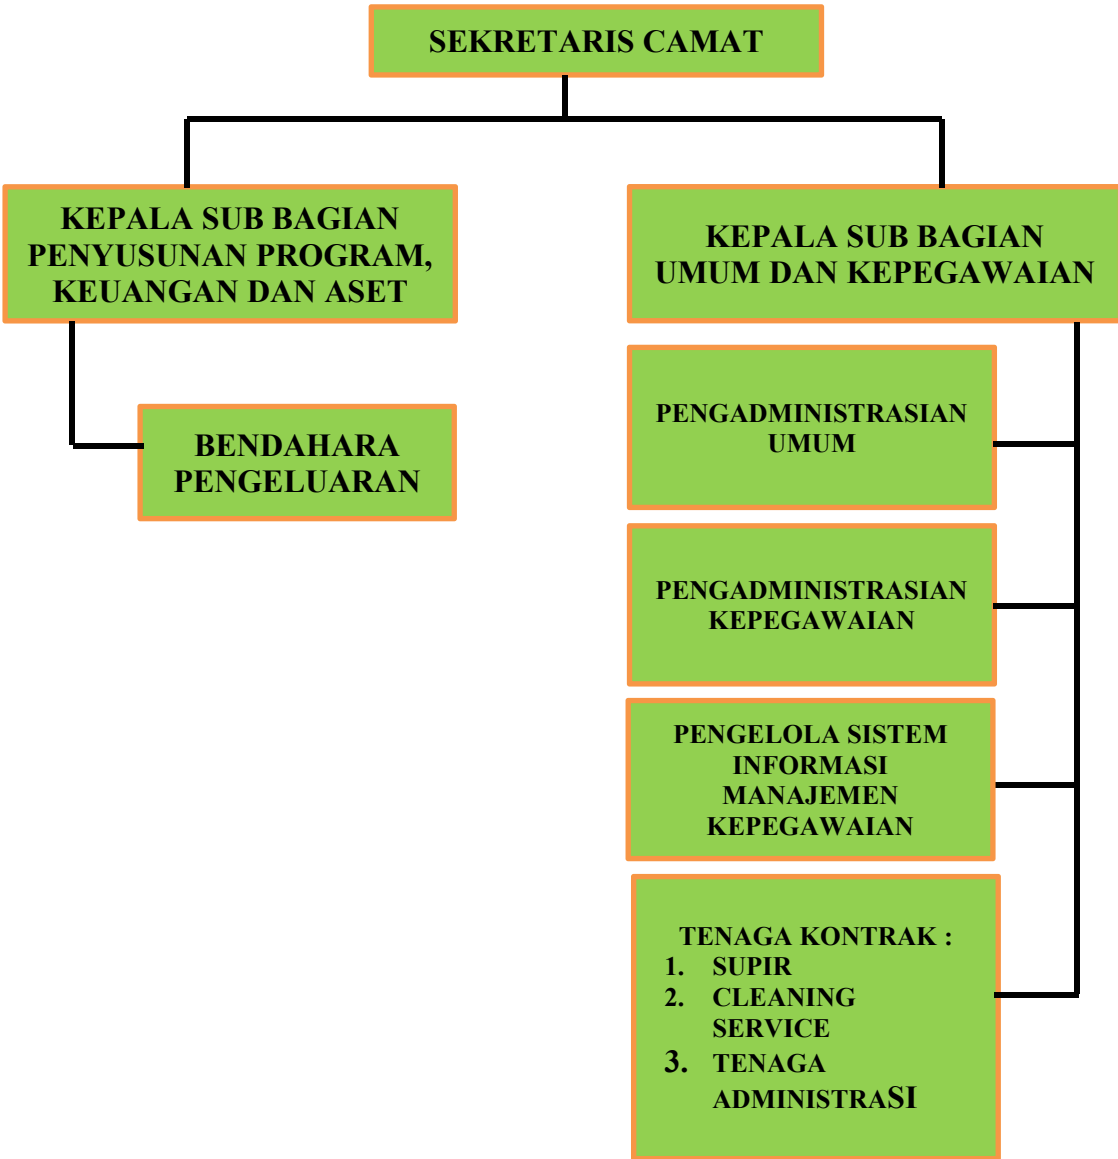 SEKRETARIS CAMAT
KEPALA SUB BAGIAN
PENYUSUNAN PROGRAM,
KEUANGAN DAN ASET
BENDAHARA
PENGELUARAN
KEPALA SUB BAGIAN
UMUM DAN KEPEGAWAIAN
PENGADMINISTRASIAN
UMUM
PENGADMINISTRASIAN
KEPEGAWAIAN
PENGELOLA SISTEM
INFORMASI
MANAJEMEN
KEPEGAWAIAN
TENAGA KONTRAK :
1. SUPIR
2. CLEANING
SERVICE
3. TENAGA
ADMINISTRASI